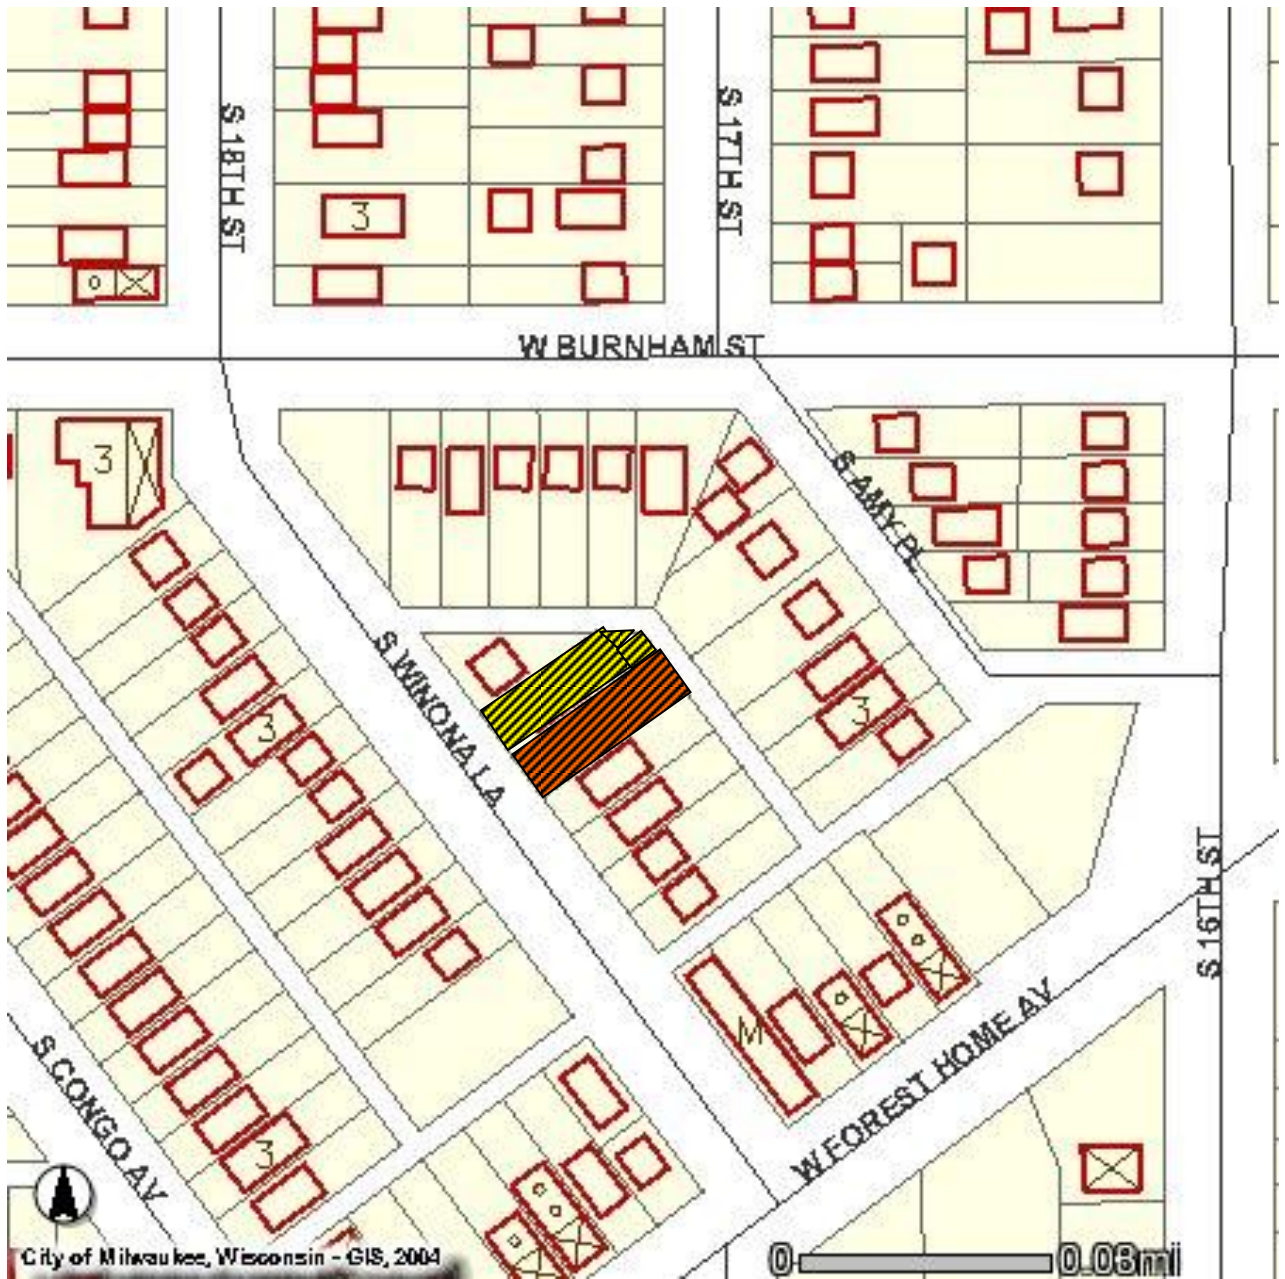 S 18TH ST
S 17TH ST
3
W BURNHAM ST
3
S AMY PL
S WINONA LA
3
3
S 16TH ST
M
W FOREST HOME AV
S CONGO AV
3
City of Milwaukee, Wisconsin - GIS, 2004
0
0.08mi